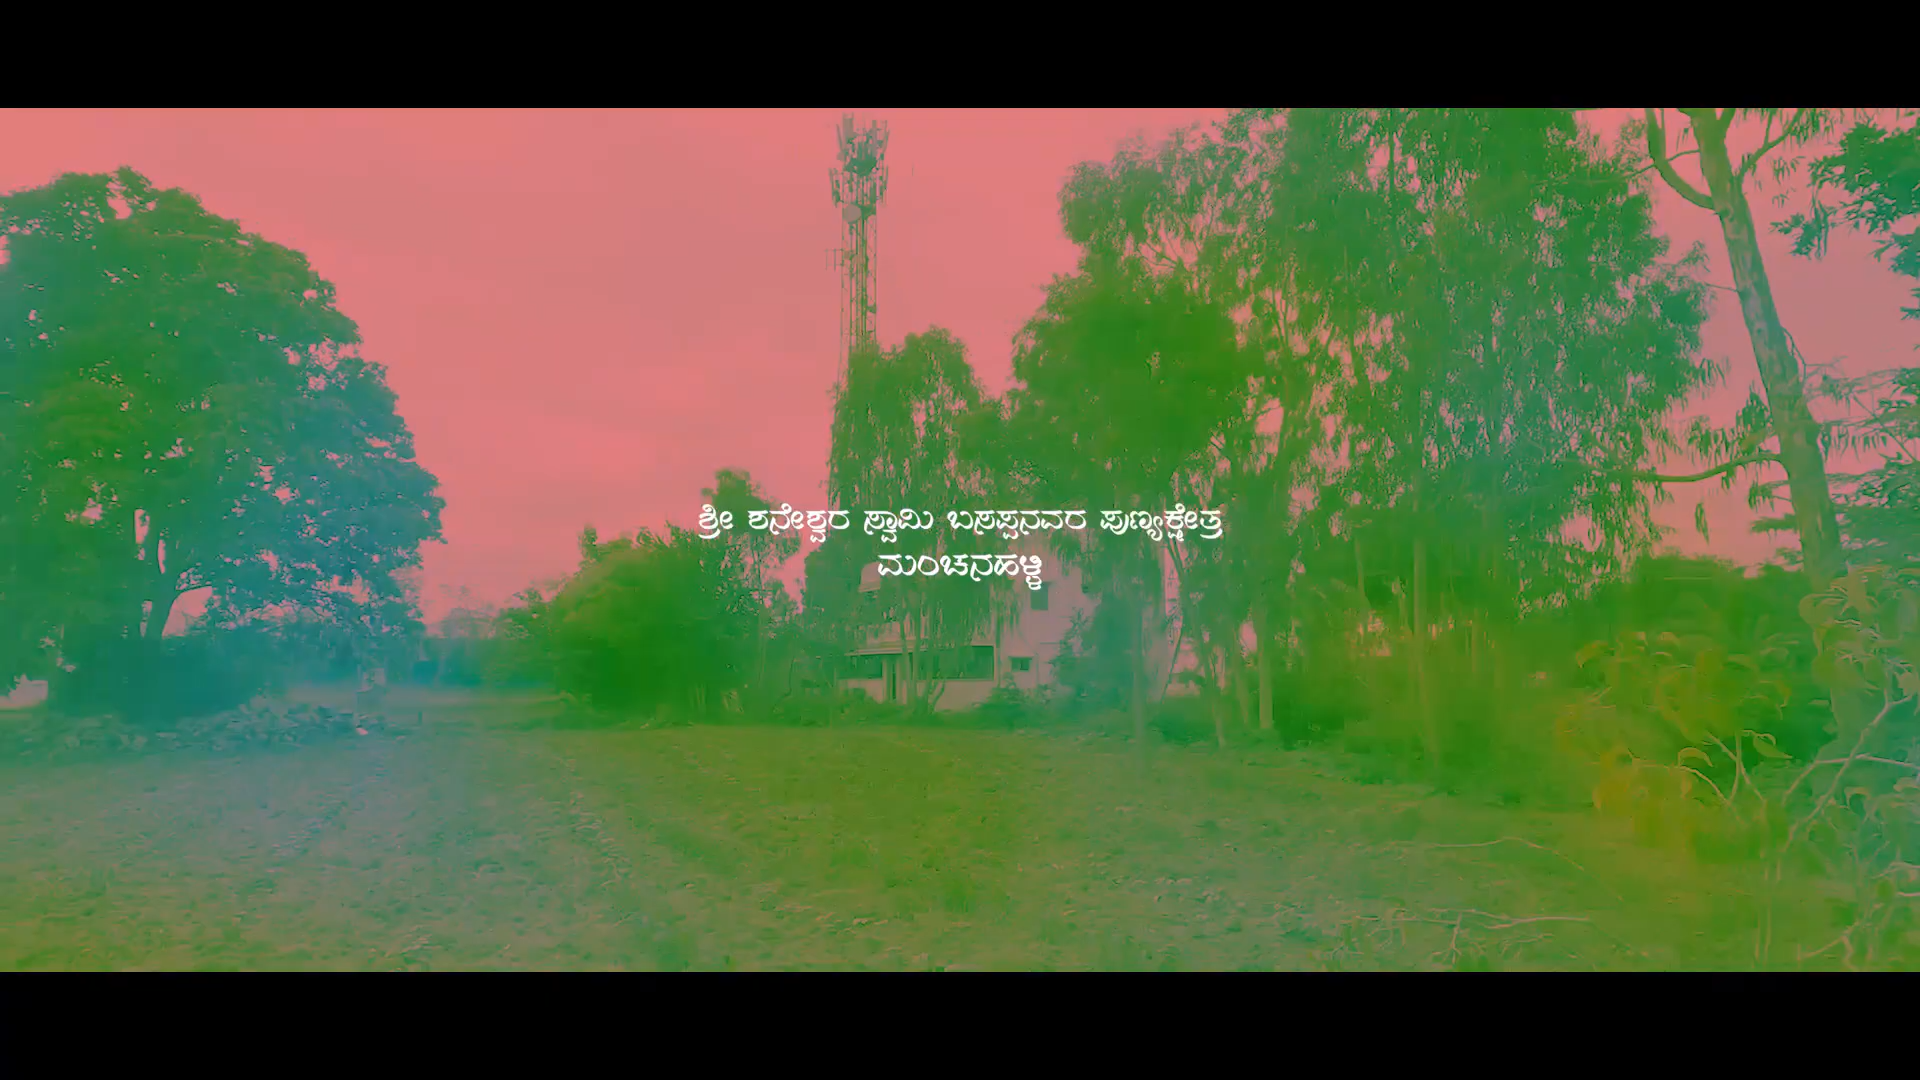 ಶ್ರೀ ಶನೇಶ್ವರ ಸ್ವಾಮಿ ಬಸಪ್ಪನವರ ಪುಣ್ಯಕ್ಷೇತ್ರ
ಮಂಚನಹಳ್ಳಿ